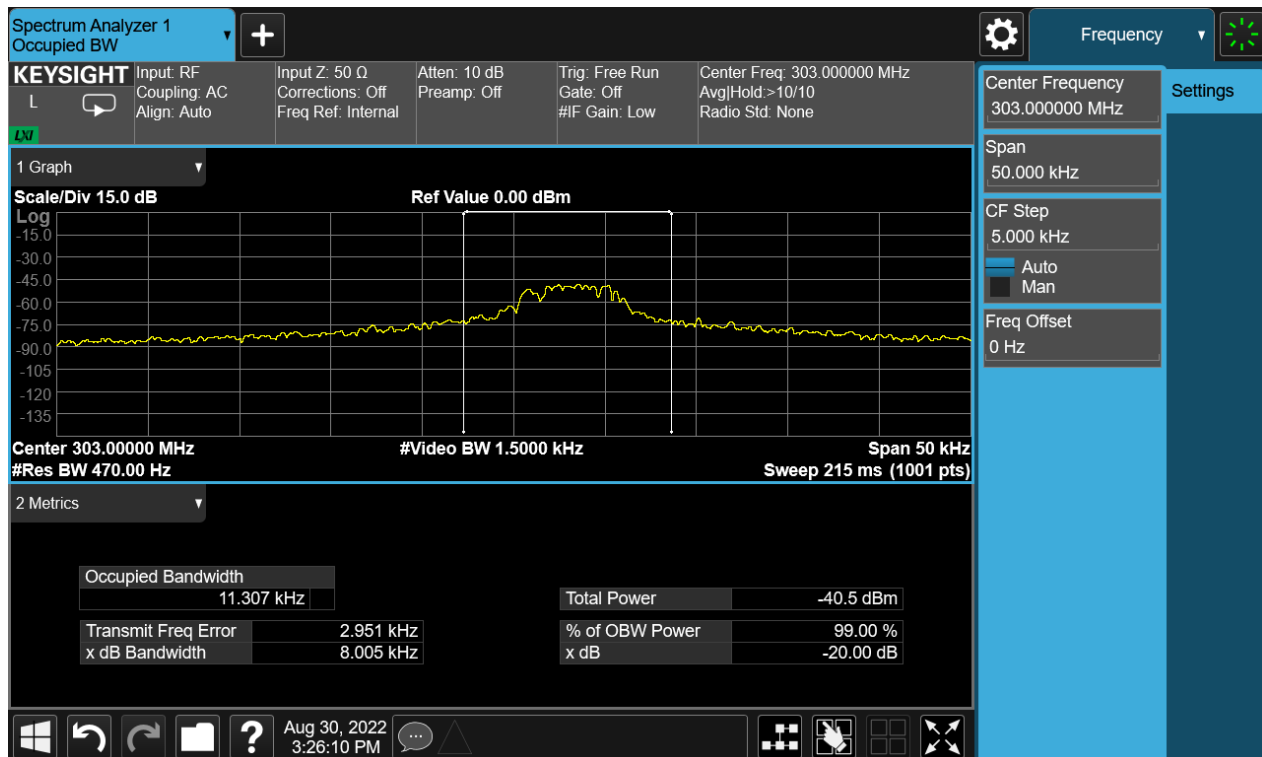 Spectrum Analyzer 1
Occupied BW
+
Frequency
KEYSIGHT
L
LXI
Input: RF
Coupling: AC
Align: Auto
Input Z: 50 Ω
Corrections: Off
Freq Ref: Internal
Atten: 10 dB
Preamp: Off
Trig: Free Run
Gate: Off
#IF Gain: Low
Center Freq: 303.000000 MHz
Avg|Hold:>10/10
Radio Std: None
Center Frequency
303.000000 MHz
Settings
Span
50.000 kHz
CF Step
5.000 kHz
Auto
Man
Freq Offset
0 Hz
1 Graph
Scale/Div 15.0 dB
Ref Value 0.00 dBm
Log
-15.0
-30.0
-45.0
-60.0
-75.0
-90.0
-105
-120
-135
Center 303.00000 MHz
#Video BW 1.5000 kHz
Span 50 kHz
#Res BW 470.00 Hz
Sweep 215 ms (1001 pts)
2 Metrics
Occupied Bandwidth
11.307 kHz
Total Power -40.5 dBm
Transmit Freq Error 2.951 kHz
% of OBW Power 99.00 %
x dB Bandwidth 8.005 kHz
x dB -20.00 dB
?
Aug 30, 2022
3:26:10 PM